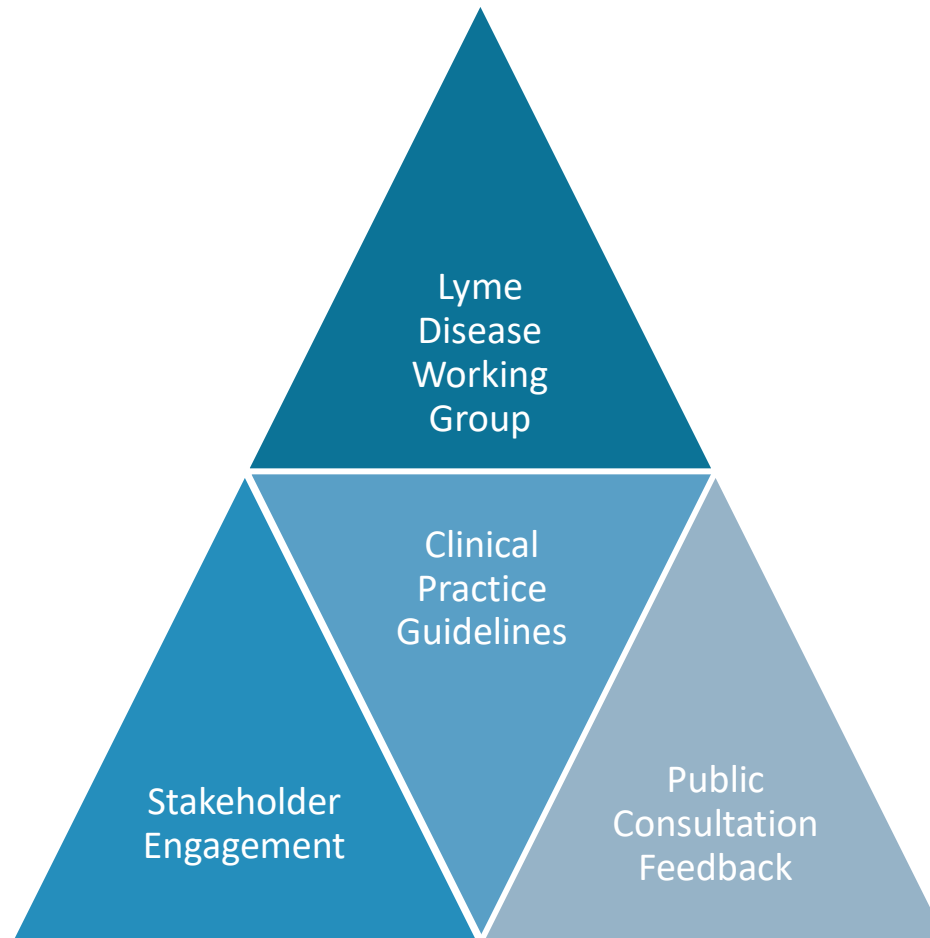 Lyme
Disease
Working
Group
Clinical
Practice
Guidelines
Stakeholder
Engagement
Public
Consultation
Feedback